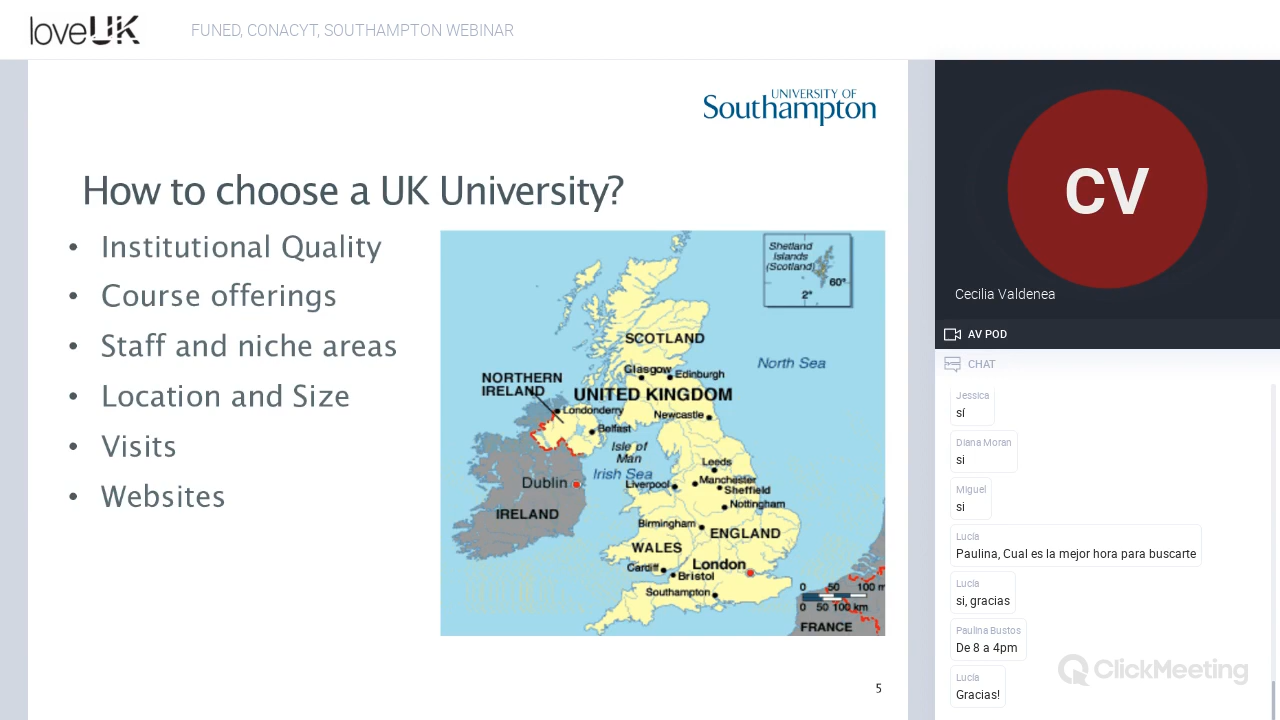 loveUK
FUNED, CONACYT, SOUTHAMPTON WEBINAR
UNIVERSITY OF
Southampton
How to choose a UK University?
• Institutional Quality
• Course offerings
• Staff and niche areas
• Location and Size
• Visits
• Websites
Shetland
Islands
(Scotland)
60°
2°
SCOTLAND
North Sea
Glasgow
Edinburgh
NORTHERN
IRELAND
UNITED KINGDOM
Londonderry
Newcastle
Belfast
Isle of
Man
Irish Sea
Leeds
Dublin
Liverpool
Manchester
Sheffield
Nottingham
IRELAND
Birmingham
ENGLAND
WALES
London
Cardiff
Bristol
Southampton
0 50 100 m
0 50 100 km
FRANCE
5
CV
Cecilia Valdenea
AV POD
CHAT
Jessica
sí
Diana Moran
si
Miguel
si
Lucía
Paulina, Cual es la mejor hora para buscarte
Lucía
si, gracias
Paulina Bustos
De 8 a 4pm
Lucía
Gracias!
ClickMeeting